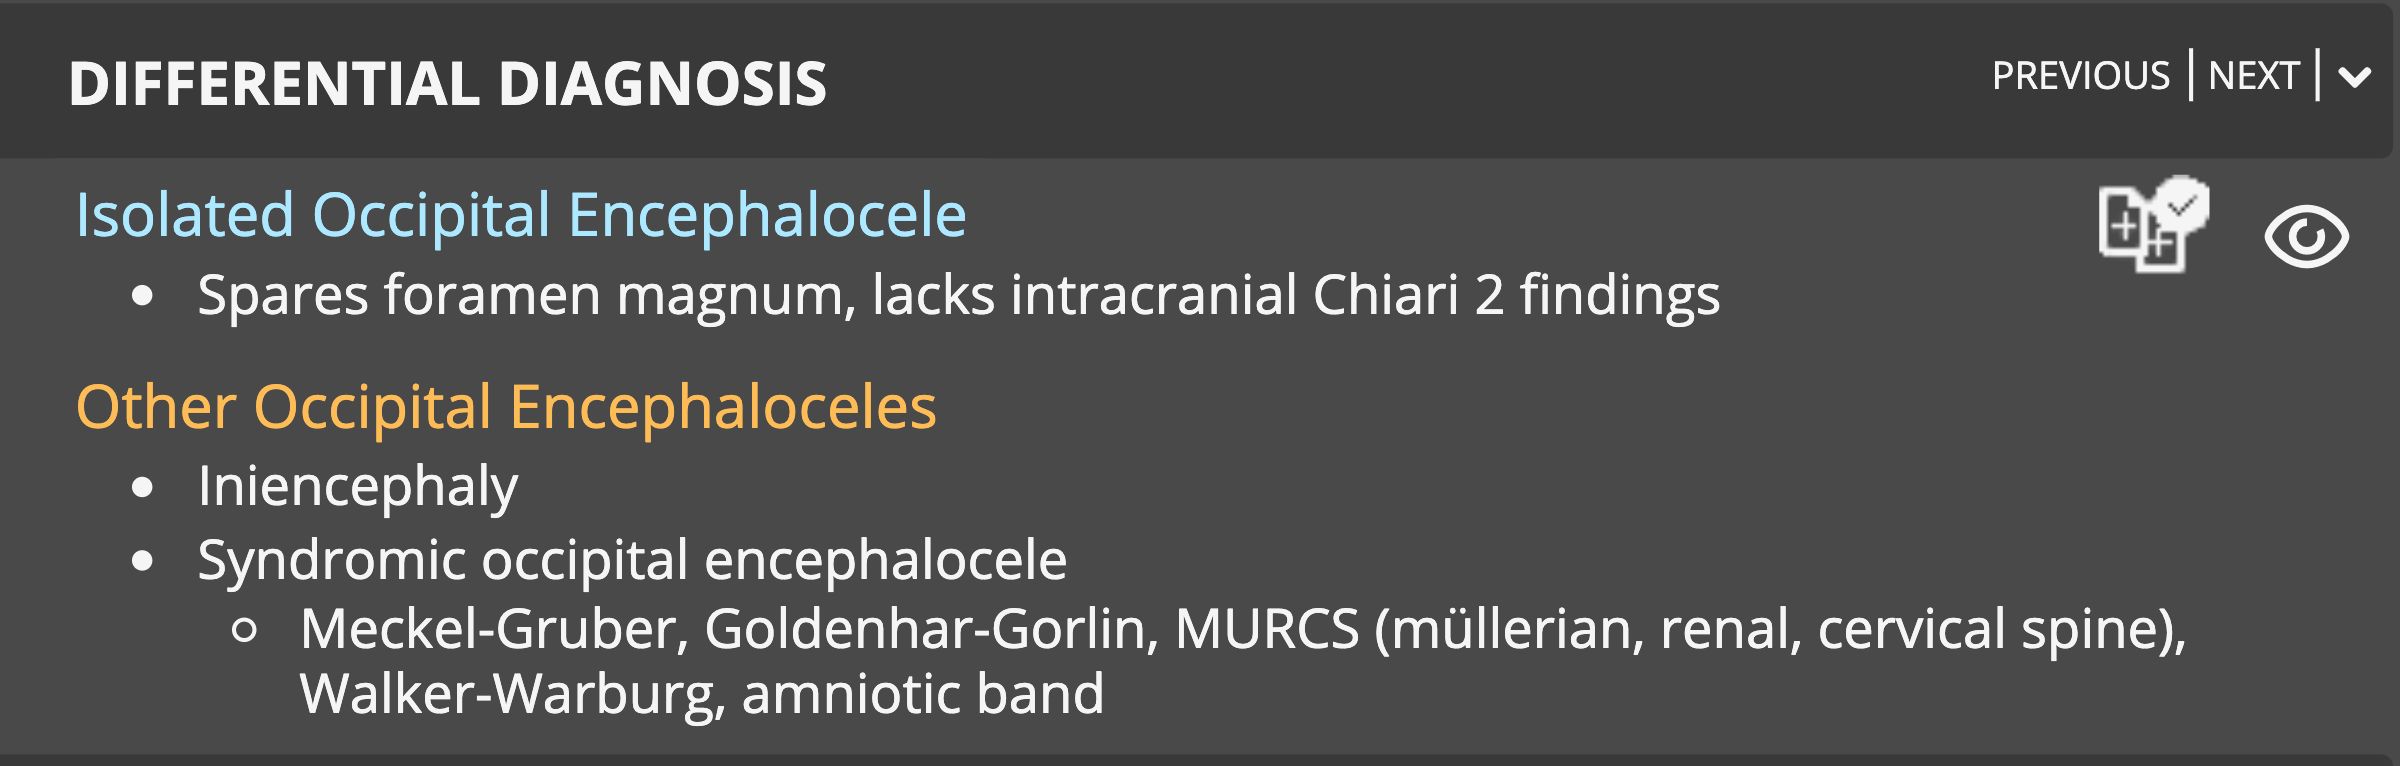 DIFFERENTIAL DIAGNOSIS
PREVIOUS | NEXT |
Isolated Occipital Encephalocele
• Spares foramen magnum, lacks intracranial Chiari 2 findings
Other Occipital Encephaloceles
• Iniencephaly
• Syndromic occipital encephalocele
○ Meckel-Gruber, Goldenhar-Gorlin, MURCS (müllerian, renal, cervical spine),
Walker-Warburg, amniotic band